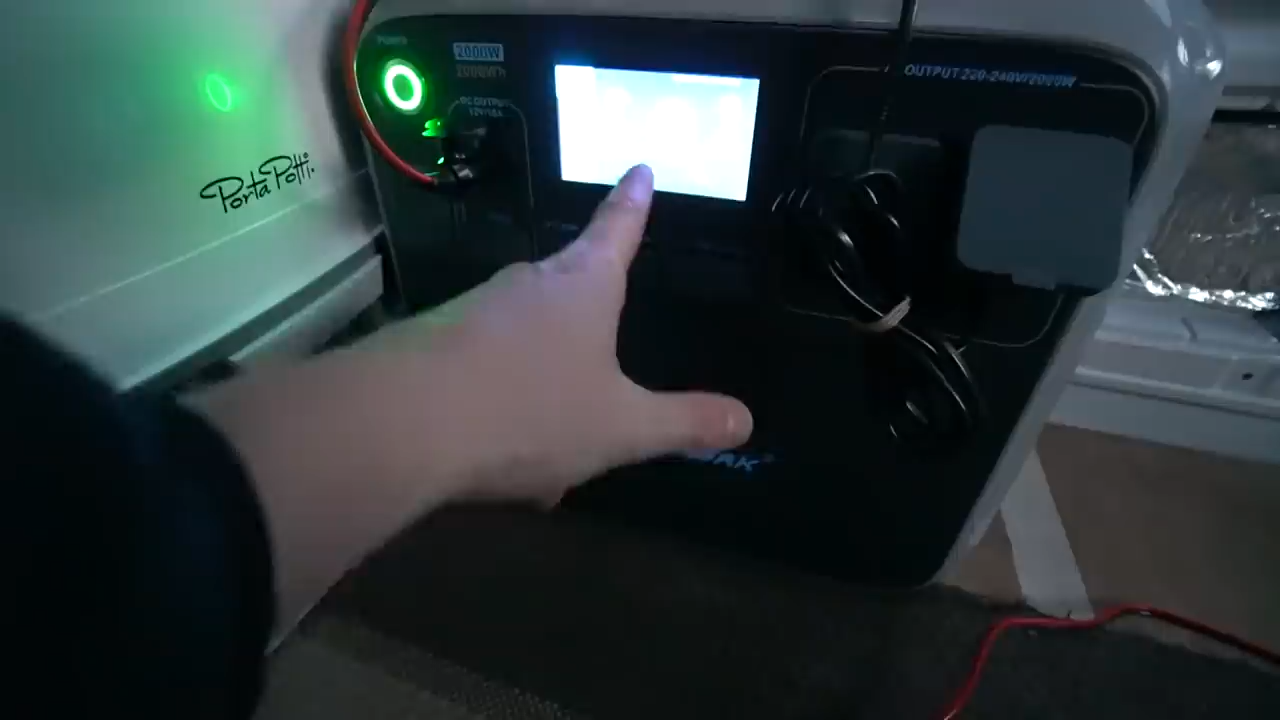 POWER
2000W
2000Wh
DC OUTPUT
12V/10A
OUTPUT 220-240V/2000W
Porta Potti.